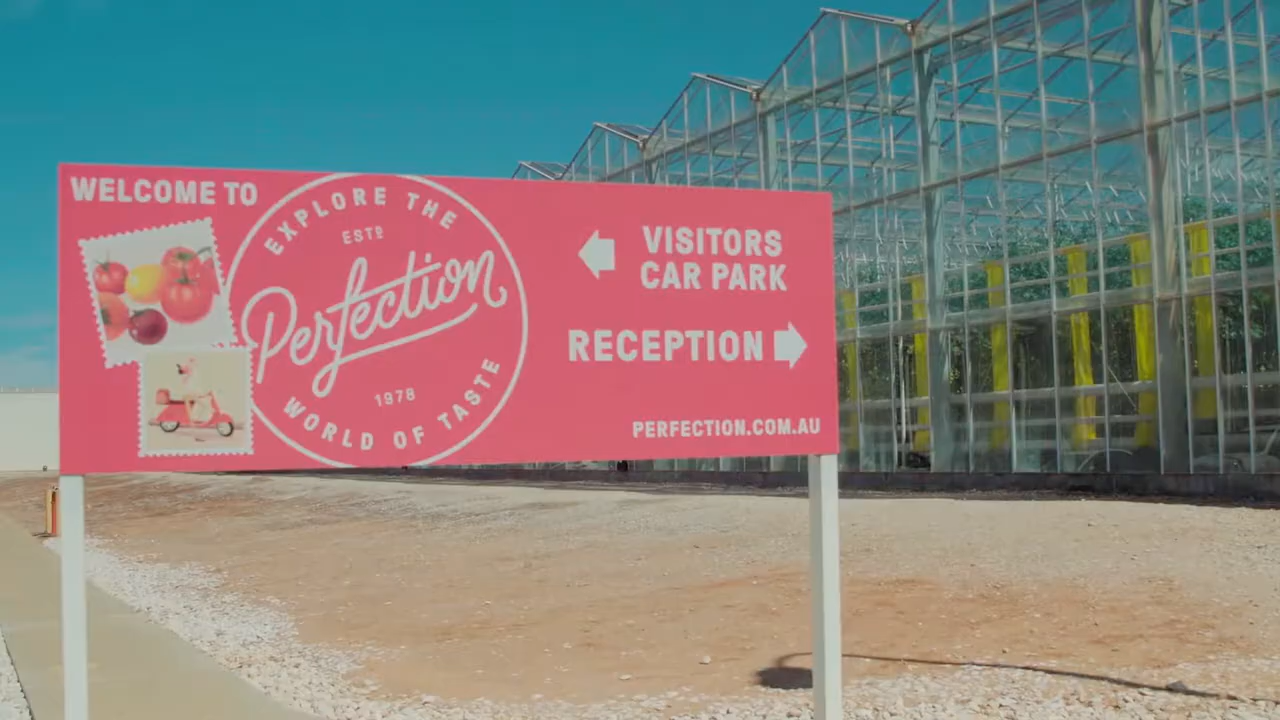 WELCOME TO
EXPLORE THE
ESTD
Perfection
1978
WORLD OF TASTE
VISITORS
CAR PARK
RECEPTION
PERFECTION.COM.AU